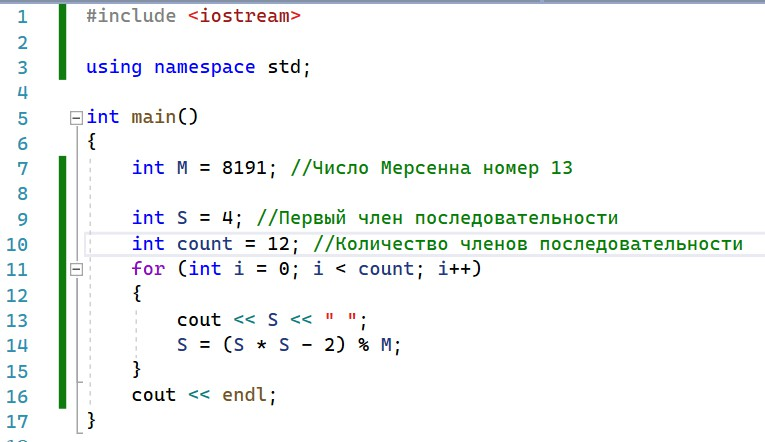 1 #include <iostream>
2
3 using namespace std;
4
5 int main()
6 {
7 int M = 8191; //Число Мерсенна номер 13
8
9 int S = 4; //Первый член последовательности
10 int count = 12; //Количество членов последовательности
11 for (int i = 0; i < count; i++)
12 {
13 cout << S << " ";
14 S = (S * S - 2) % M;
15 }
16 cout << endl;
17 }